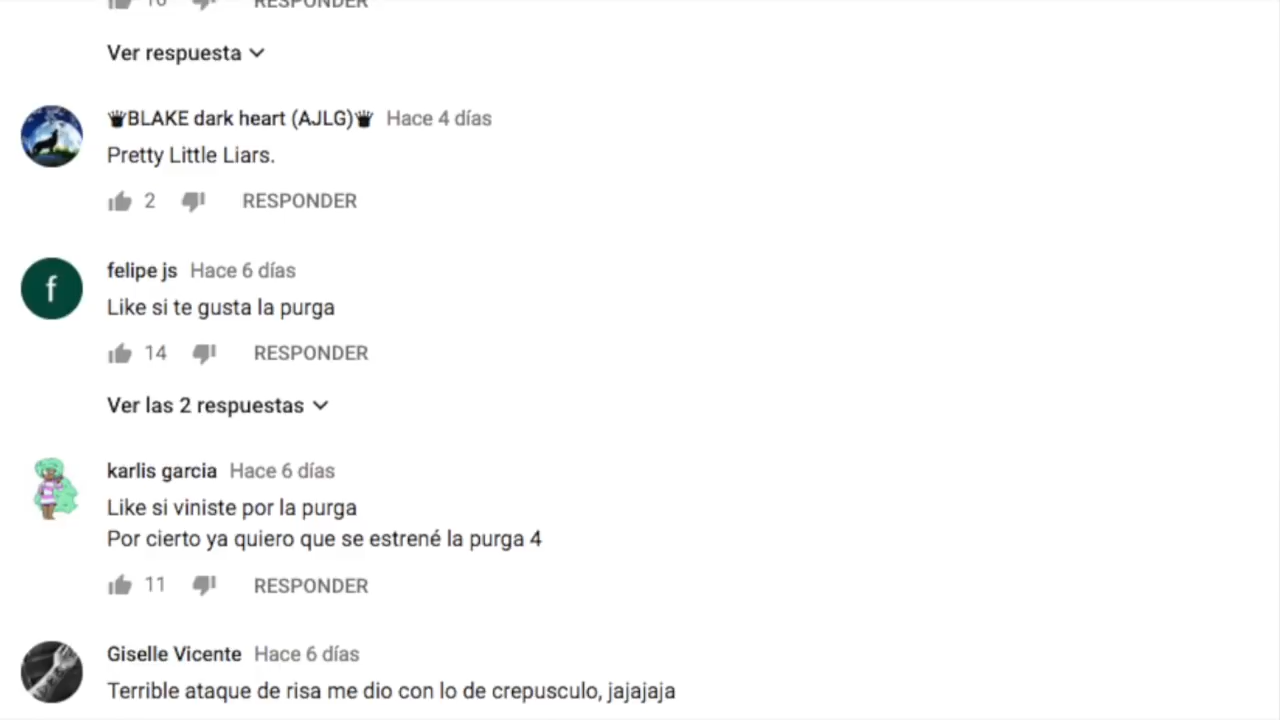 16 RESPONDER
Ver respuesta
♛BLAKE dark heart (AJLG)♛ Hace 4 días
Pretty Little Liars.
2 RESPONDER
f
felipe js Hace 6 días
Like si te gusta la purga
14 RESPONDER
Ver las 2 respuestas
karlis garcia Hace 6 días
Like si viniste por la purga
Por cierto ya quiero que se estrené la purga 4
11 RESPONDER
Giselle Vicente Hace 6 días
Terrible ataque de risa me dio con lo de crepusculo, jajajaja